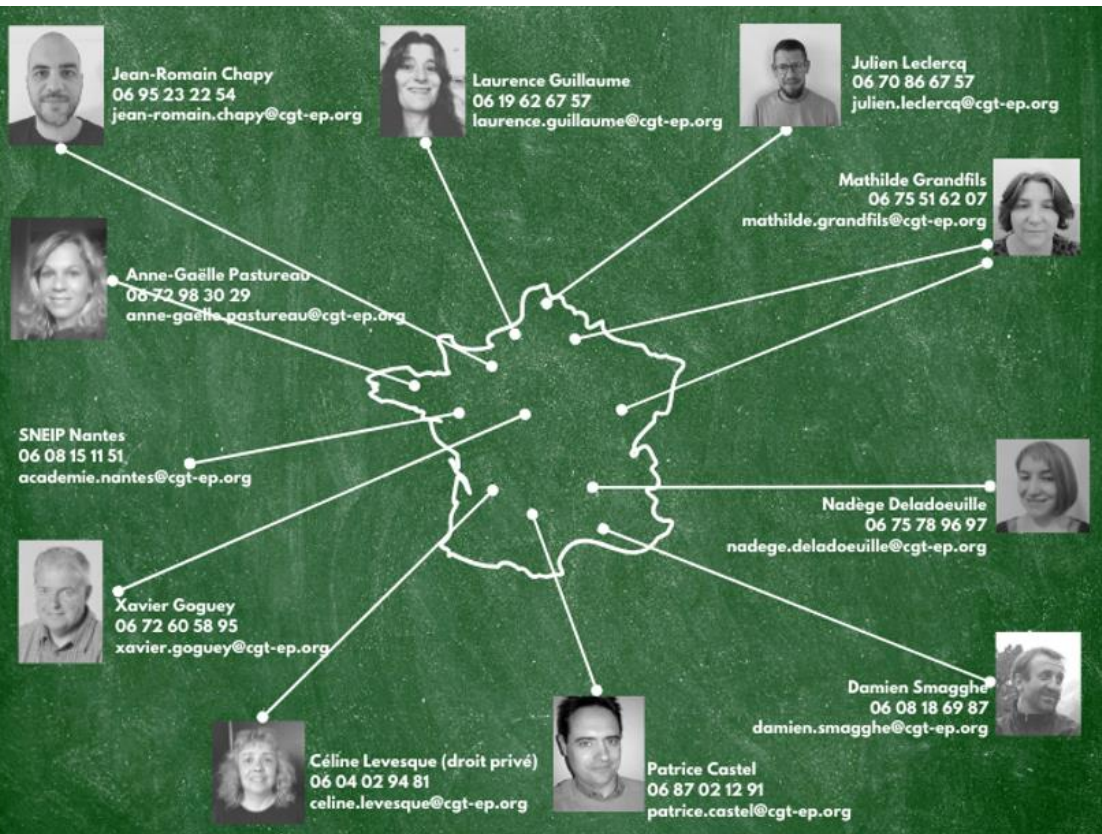 Jean-Romain Chapy
06 95 23 22 54
jean-romain.chapy@cgt-ep.org
Laurence Guillaume
06 19 62 67 57
laurence.guillaume@cgt-ep.org
Julien Leclercq
06 70 86 67 57
julien.leclercq@cgt-ep.org
Mathilde Grandfils
06 75 51 62 07
mathilde.grandfils@cgt-ep.org
Anne-Gaëlle Pastureau
06 72 98 30 29
anne-gaelle.pastureau@cgt-ep.org
SNEIP Nantes
06 08 15 11 51
academie.nantes@cgt-ep.org
Nadège Deladoeuille
06 75 78 96 97
nadege.deladoeuille@cgt-ep.org
Xavier Goguey
06 72 60 58 95
xavier.goguey@cgt-ep.org
Damien Smagghe
06 08 18 69 87
damien.smagghe@cgt-ep.org
Céline Levesque (droit privé)
06 04 02 94 81
celine.levesque@cgt-ep.org
Patrice Castel
06 87 02 12 91
patrice.castel@cgt-ep.org